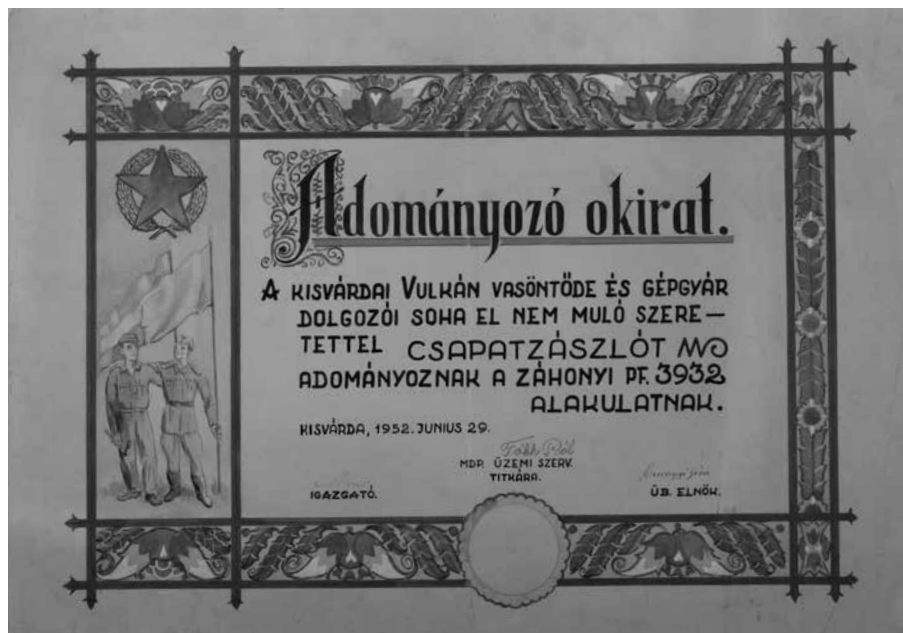 Adományozó okirat.
A KISVÁRDAI VULKÁN VASÖNTÖDE ÉS GÉPGYÁR
DOLGOZÓI SOHA EL NEM MULÓ SZERE-
TETTEL CSAPATZÁSZLÓT
ADOMÁNYOZNAK A ZÁHONYI PF. 3932
ALAKULATNAK.
KISVÁRDA, 1952. JUNIUS 29.
MDP. ÜZEMI SZERV.
TITKÁRA.
IGAZGATÓ.
ÜB. ELNÖK.